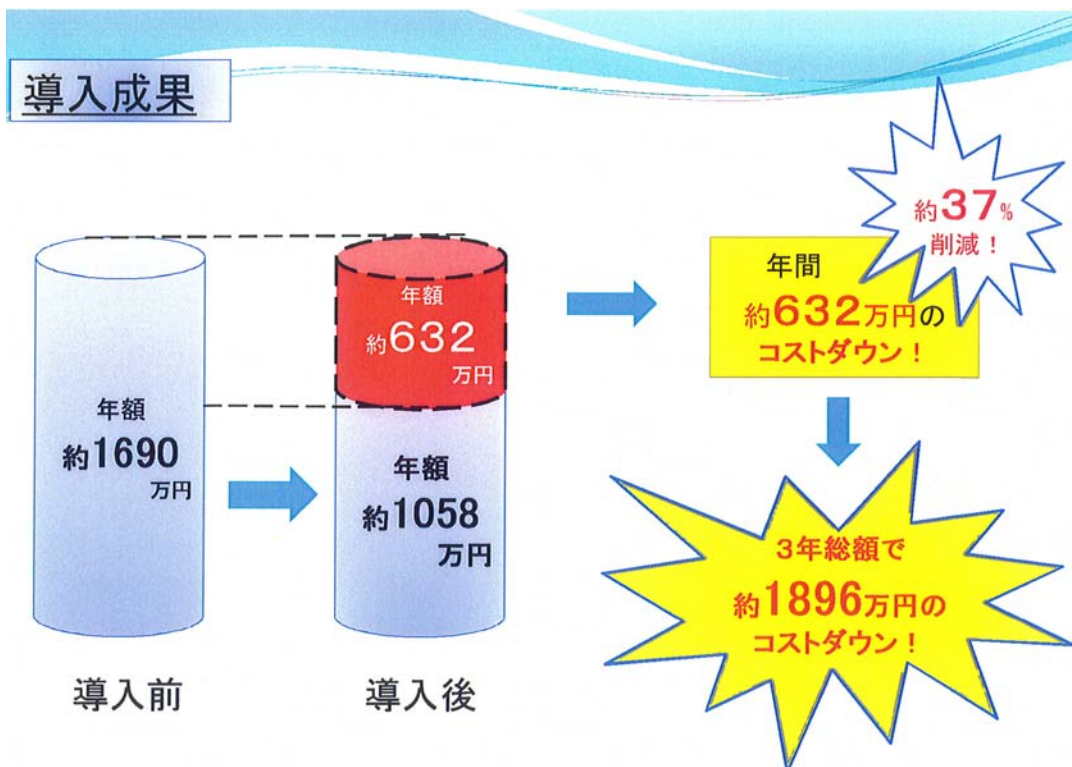 導入成果
約37%
削減！
年間
約632万円の
コストダウン！
年額
約632
万円
年額
約1690
万円
年額
約1058
万円
3年総額で
約1896万円の
コストダウン！
導入前
導入後